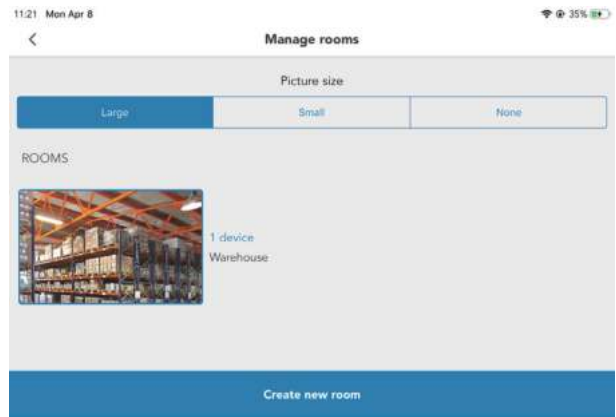 11:21 Mon Apr 8
35%
Manage rooms
Picture size
Large
Small
None
ROOMS
1 device
Warehouse
Create new room